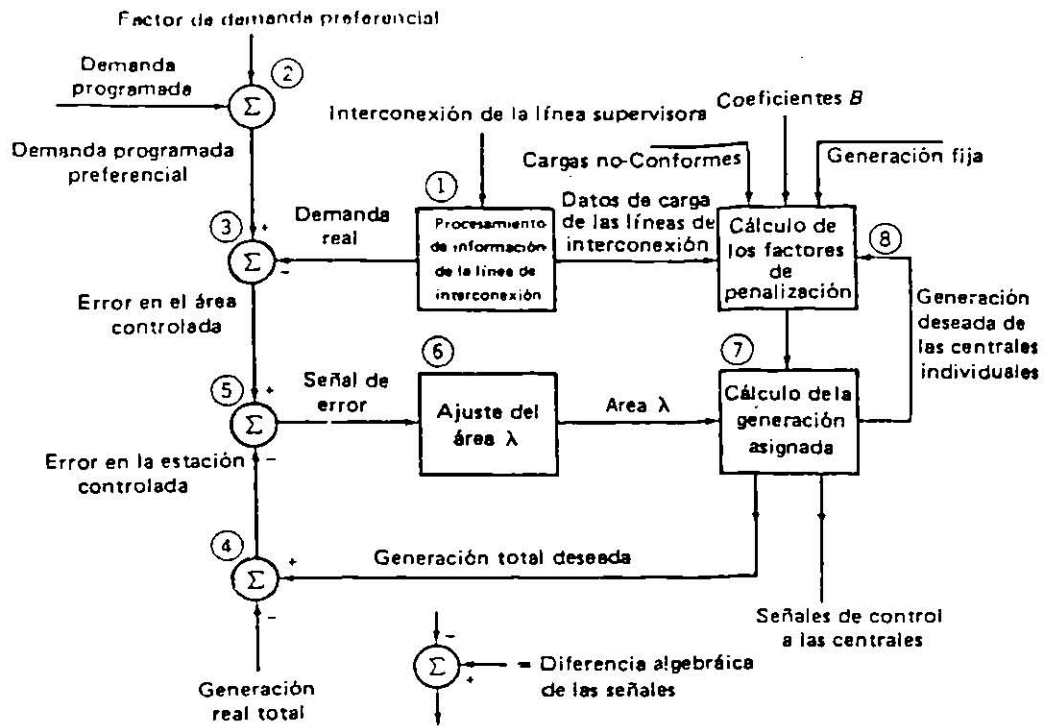 Factor de demanda preferencial
Demanda
programada
2
Σ
Demanda programada
preferencial
Interconexión de la línea supervisora
Coeficientes B
Cargas no-Conformes
Generación fija
1
Procesamiento
de información
de la línea de
interconexión
Datos de carga
de las líneas de
interconexión
Cálculo de
los factores
de
penalización
8
3
+
Σ
−
Demanda
real
Error en el área
controlada
Generación
deseada de
las centrales
individuales
5
+
Σ
−
Señal de
error
6
Ajuste del
área λ
Area λ
7
Cálculo de la
generación
asignada
Error en la estación
controlada
4
+
Σ
−
Generación total deseada
Señales de control
a las centrales
Generación
real total
−
Σ
+
= Diferencia algebráica
de las señales